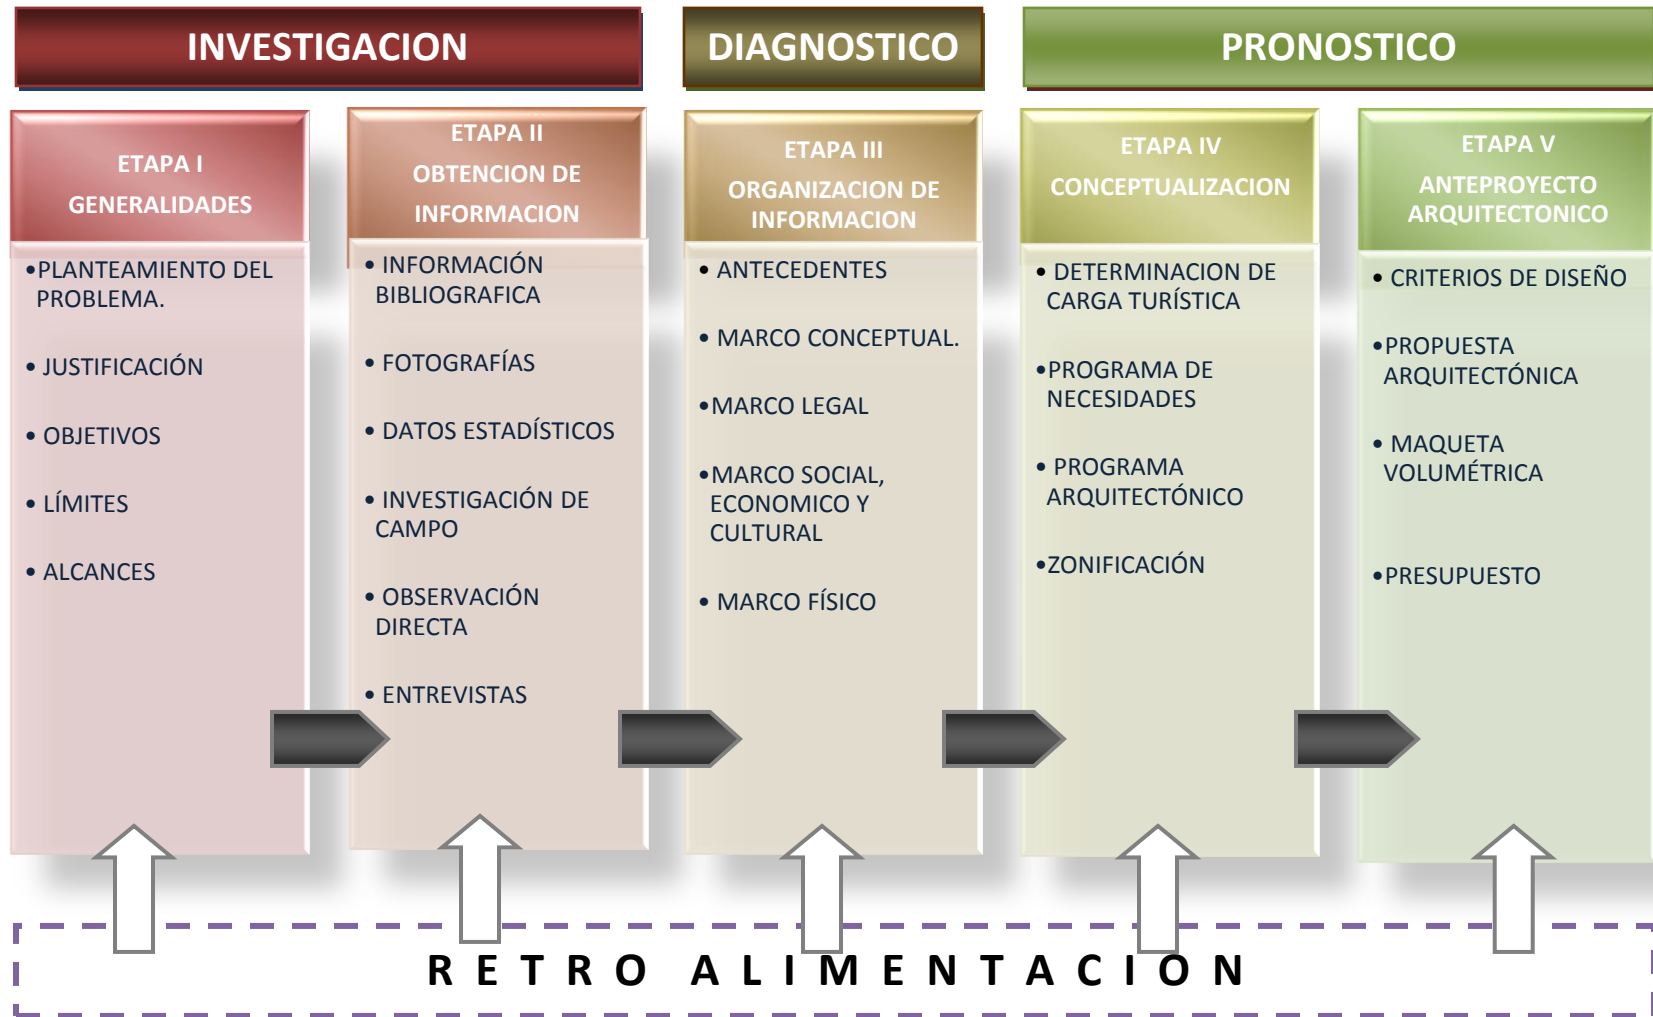 INVESTIGACION
DIAGNOSTICO
PRONOSTICO
ETAPA I
GENERALIDADES
•PLANTEAMIENTO DEL
PROBLEMA.
• JUSTIFICACIÓN
• OBJETIVOS
• LÍMITES
• ALCANCES
ETAPA II
OBTENCION DE
INFORMACION
• INFORMACIÓN
BIBLIOGRAFICA
• FOTOGRAFÍAS
• DATOS ESTADÍSTICOS
• INVESTIGACIÓN DE
CAMPO
• OBSERVACIÓN
DIRECTA
• ENTREVISTAS
ETAPA III
ORGANIZACION DE
INFORMACION
• ANTECEDENTES
• MARCO CONCEPTUAL.
•MARCO LEGAL
•MARCO SOCIAL,
ECONOMICO Y
CULTURAL
• MARCO FÍSICO
ETAPA IV
CONCEPTUALIZACION
• DETERMINACION DE
CARGA TURÍSTICA
•PROGRAMA DE
NECESIDADES
• PROGRAMA
ARQUITECTÓNICO
•ZONIFICACIÓN
ETAPA V
ANTEPROYECTO
ARQUITECTONICO
• CRITERIOS DE DISEÑO
•PROPUESTA
ARQUITECTÓNICA
• MAQUETA
VOLUMÉTRICA
•PRESUPUESTO
RETRO ALIMENTACION